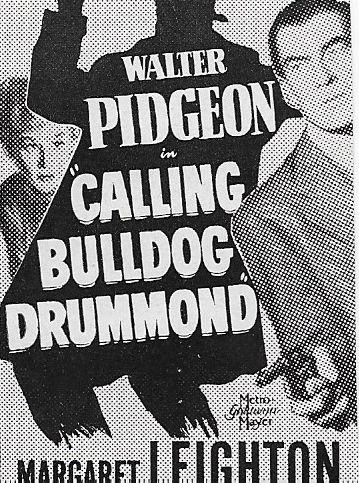 WALTER
PIDGEON
in
"CALLING
BULLDOG
DRUMMOND"
Metro-
Goldwyn-
Mayer
MARGARET LEIGHTON